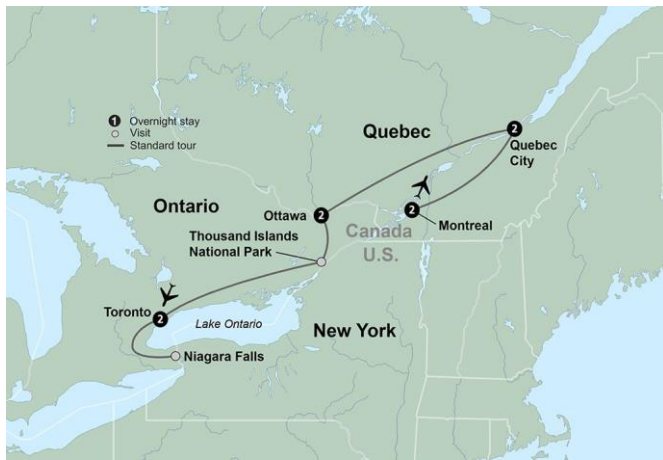 1 Overnight stay
Visit
Standard tour
Quebec
2
Quebec
City
Ontario
Ottawa 2
2 Montreal
Canada
U.S.
Thousand Islands
National Park
Toronto 2
Lake Ontario
New York
Niagara Falls